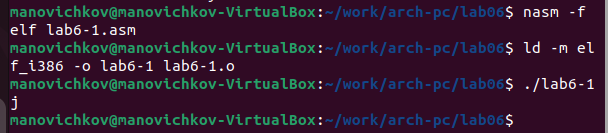 manovichkov@manovichkov-VirtualBox:~/work/arch-pc/lab06$ nasm -f
elf lab6-1.asm
manovichkov@manovichkov-VirtualBox:~/work/arch-pc/lab06$ ld -m el
f_i386 -o lab6-1 lab6-1.o
manovichkov@manovichkov-VirtualBox:~/work/arch-pc/lab06$ ./lab6-1
j
manovichkov@manovichkov-VirtualBox:~/work/arch-pc/lab06$